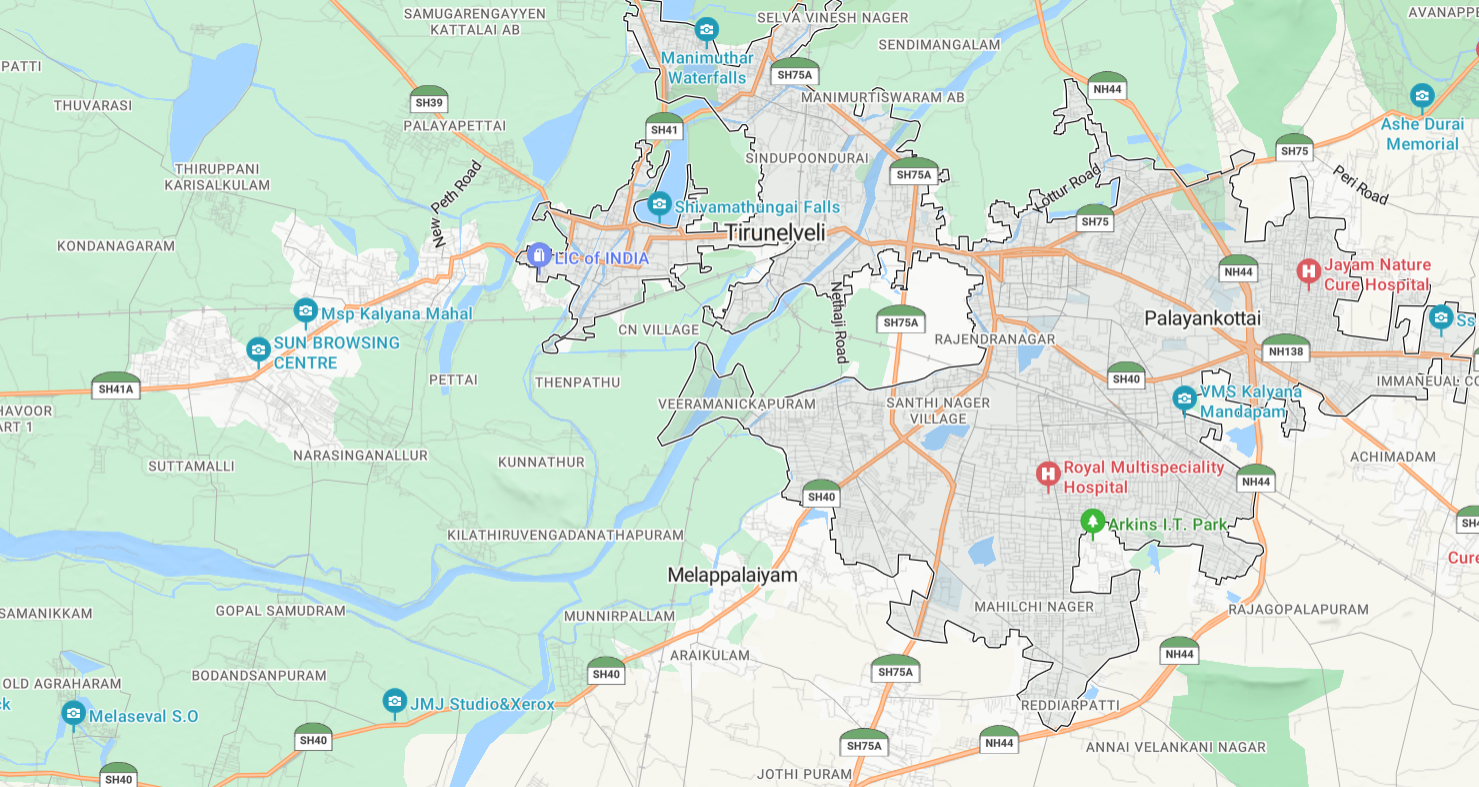 SAMUGARENGAYYEN
KATTALAI AB
SELVA VINESH NAGER
AVANAPPE
Manimuthar
Waterfalls
SENDIMANGALAM
PATTI
SH75A
NH44
THUVARASI
SH39
MANIMURTISWARAM AB
PALAYAPETTAI
SH41
Ashe Durai
Memorial
SH75
SINDUPOONDURAI
THIRUPPANI
KARISALKULAM
SH75A
New Peth Road
Lottur Road
Peri Road
Shivamathungai Falls
SH75
Tirunelveli
KONDANAGARAM
LIC of INDIA
NH44
Jayam Nature
Cure Hospital
Msp Kalyana Mahal
Nethaji Road
SH75A
Palayankottai
Ss
CN VILLAGE
RAJENDRANAGAR
SUN BROWSING
CENTRE
NH138
SH41A
PETTAI
THENPATHU
SH40
IMMANEUAL CO
VMS Kalyana
Mandapam
HAVOOR
ART 1
VEERAMANICKAPURAM
SANTHI NAGER
VILLAGE
SUTTAMALLI
NARASINGANALLUR
KUNNATHUR
ACHIMADAM
Royal Multispeciality
Hospital
SH40
NH44
Arkins I.T. Park
SH4
KILATHIRUVENGADANATHAPURAM
Cure
Melappalaiyam
SAMANIKKAM
GOPAL SAMUDRAM
MUNNIRPALLAM
MAHILCHI NAGER
RAJAGOPALAPURAM
ARAIKULAM
NH44
BODANDSANPURAM
SH40
SH75A
OLD AGRAHARAM
ck
Melaseval S.O
JMJ Studio&Xerox
REDDIARPATTI
SH40
SH75A
NH44
ANNAI VELANKANI NAGAR
SH40
JOTHI PURAM